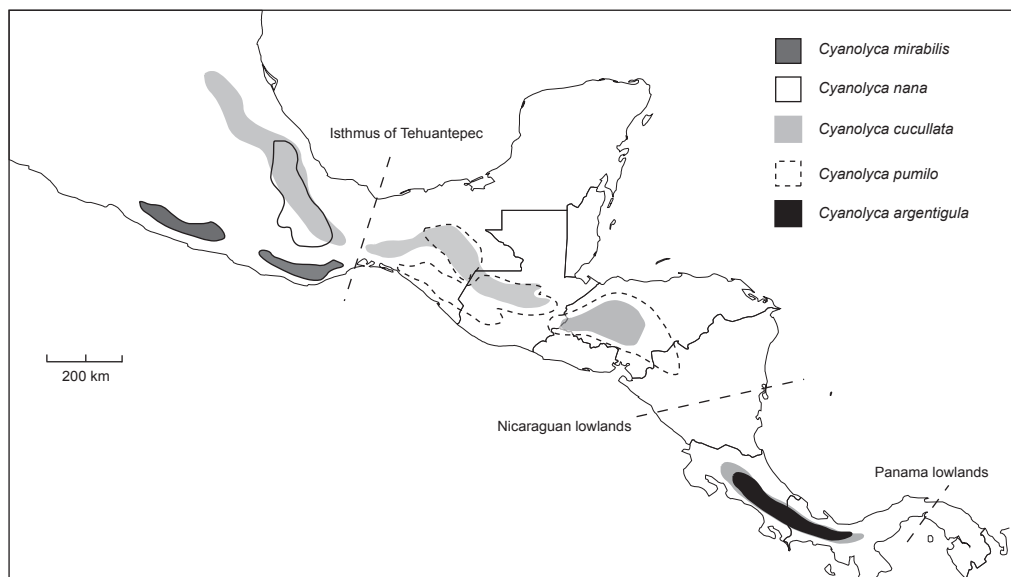 Cyanolyca mirabilis
Cyanolyca nana
Cyanolyca cucullata
Cyanolyca pumilo
Cyanolyca argentigula
Isthmus of Tehuantepec
200 km
Nicaraguan lowlands
Panama lowlands